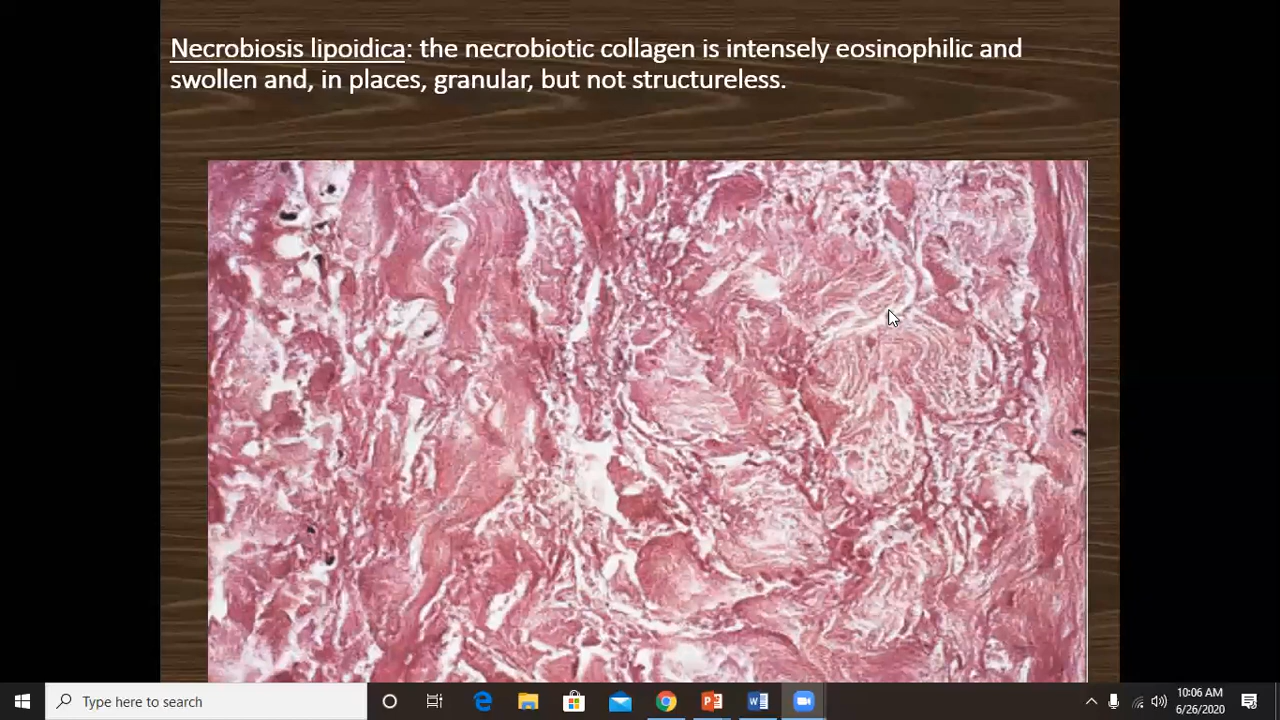 Necrobiosis lipoidica: the necrobiotic collagen is intensely eosinophilic and
swollen and, in places, granular, but not structureless.
Type here to search
10:06 AM
6/26/2020